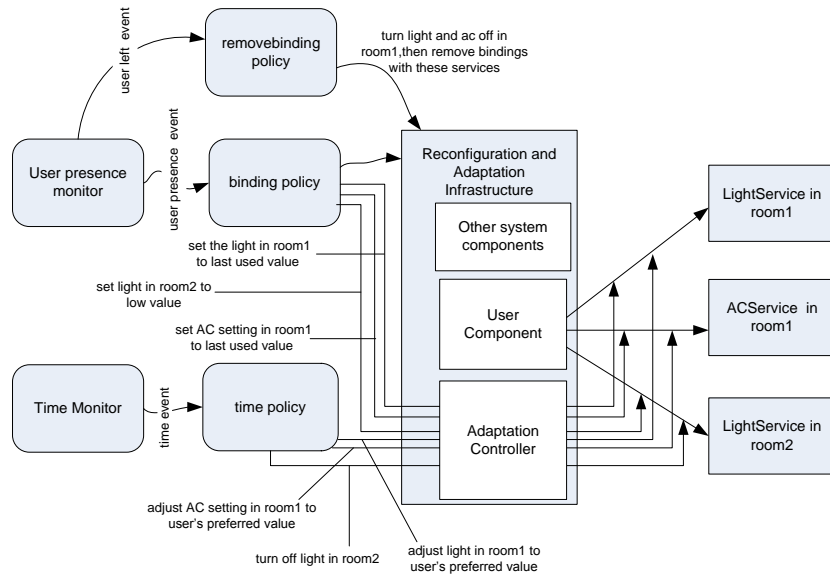 user left event
removebinding
policy
turn light and ac off in
room1,then remove bindings
with these services
User presence
monitor
user presence event
binding policy
Reconfiguration and
Adaptation
Infrastructure
LightService in
room1
Other system
components
set the light in room1
to last used value
set light in room2 to
low value
User
Component
ACService in
room1
set AC setting in room1
to last used value
Time Monitor
time event
time policy
Adaptation
Controller
LightService in
room2
adjust AC setting in room1 to
user's preferred value
turn off light in room2
adjust light in room1 to
user's preferred value